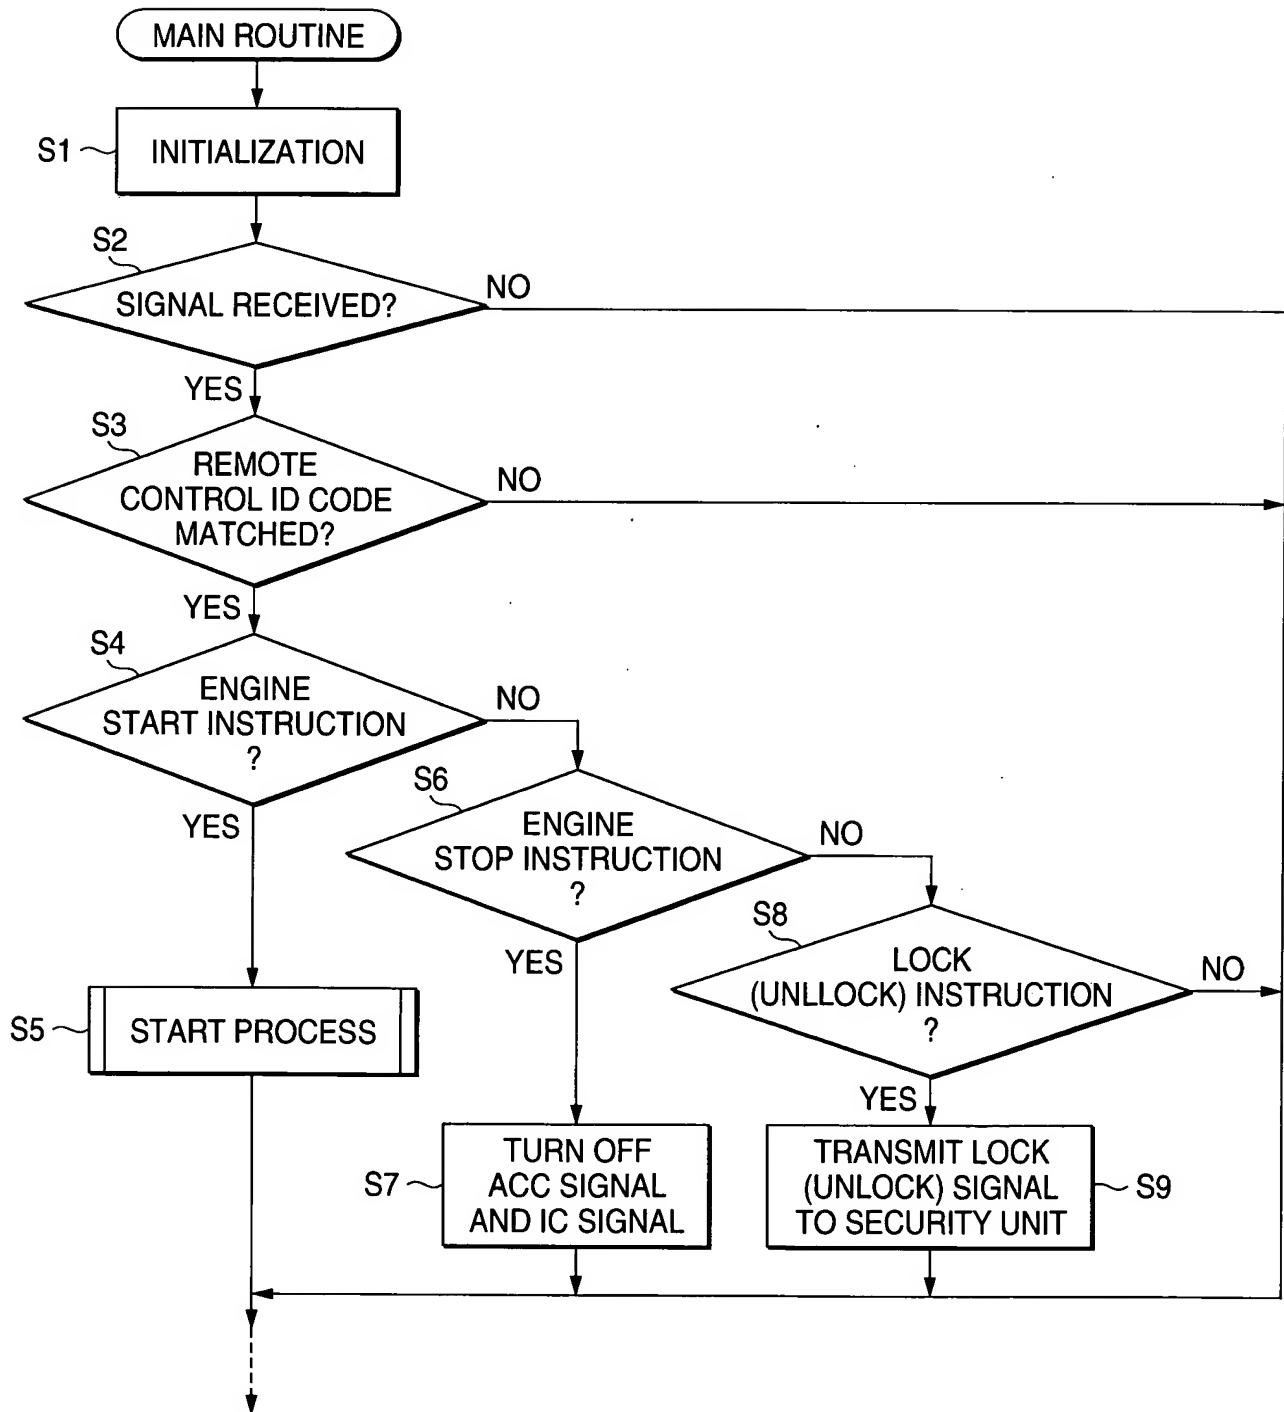 MAIN ROUTINE
S1
INITIALIZATION
S2
SIGNAL RECEIVED?
NO
YES
S3
REMOTE
CONTROL ID CODE
MATCHED?
NO
YES
S4
ENGINE
START INSTRUCTION
?
NO
YES
S6
ENGINE
STOP INSTRUCTION
?
NO
YES
S8
LOCK
(UNLLOCK) INSTRUCTION
?
NO
YES
S5
START PROCESS
S7
TURN OFF
ACC SIGNAL
AND IC SIGNAL
TRANSMIT LOCK
(UNLOCK) SIGNAL
TO SECURITY UNIT
S9